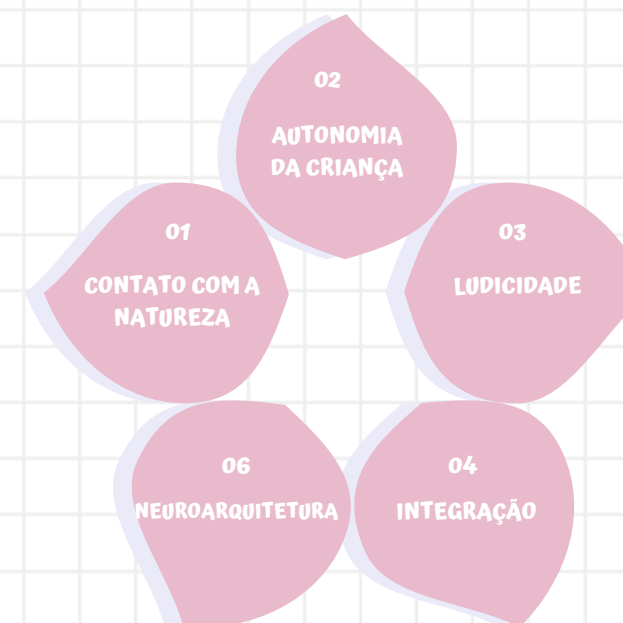 02
AUTONOMIA
DA CRIANÇA
01
CONTATO COM A
NATUREZA
03
LUDICIDADE
06
NEUROARQUITETURA
04
INTEGRAÇÃO